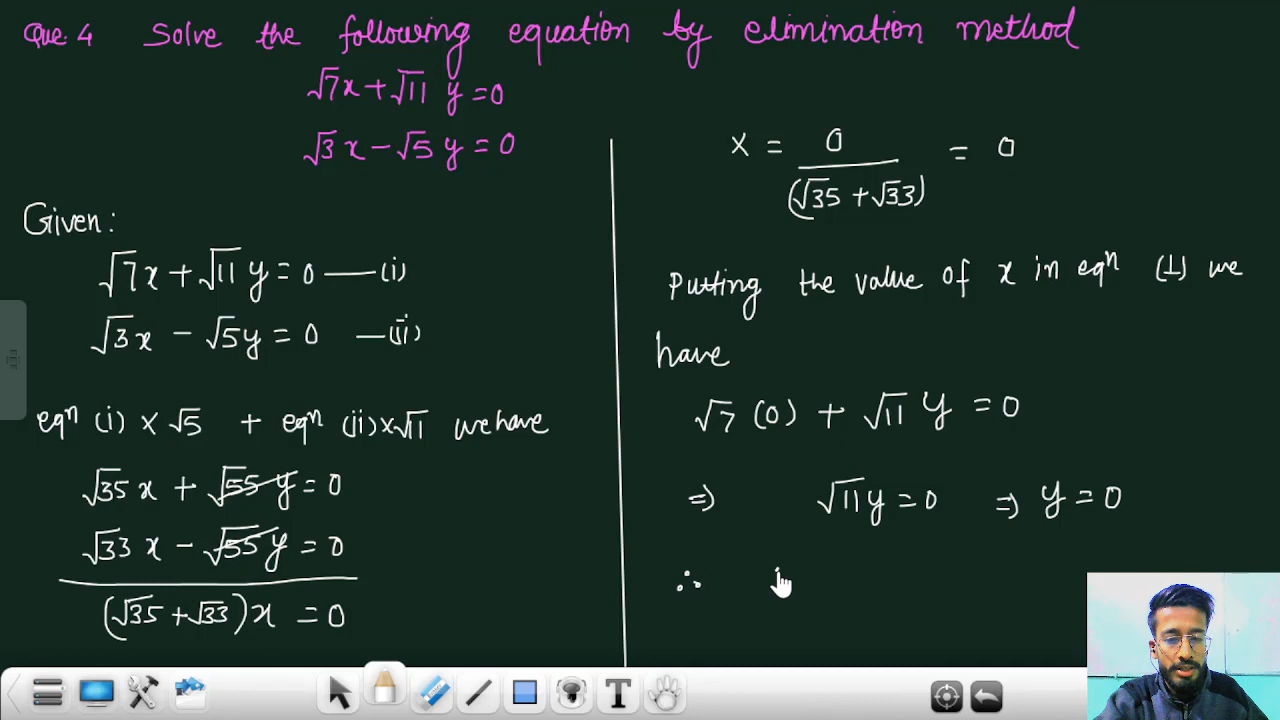 Que. 4 Solve the following equation by elimination method
√7x + √11 y = 0
√3 x − √5 y = 0
Given:
√7x + √11 y = 0 —(i)
√3x − √5y = 0 —(ii)
eqⁿ (i) × √5 + eqⁿ (ii) × √11 we have
√35 x + √55 y = 0
√33 x − √55 y = 0
(√35 + √33) x = 0
x = 0 / (√35 + √33) = 0
Putting the value of x in eqⁿ (1) we
have
√7 (0) + √11 y = 0
⇒ √11 y = 0 ⇒ y = 0
∴
T